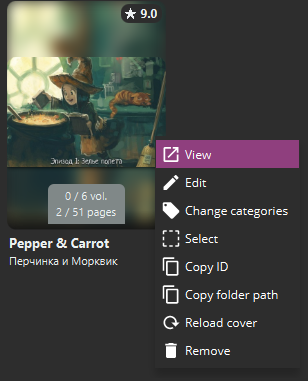 ★ 9.0
Эпизод 1: Зелье полёта
0 / 6 vol.
2 / 51 pages
Pepper & Carrot
Перчинка и Морквик
View
Edit
Change categories
Select
Copy ID
Copy folder path
Reload cover
Remove